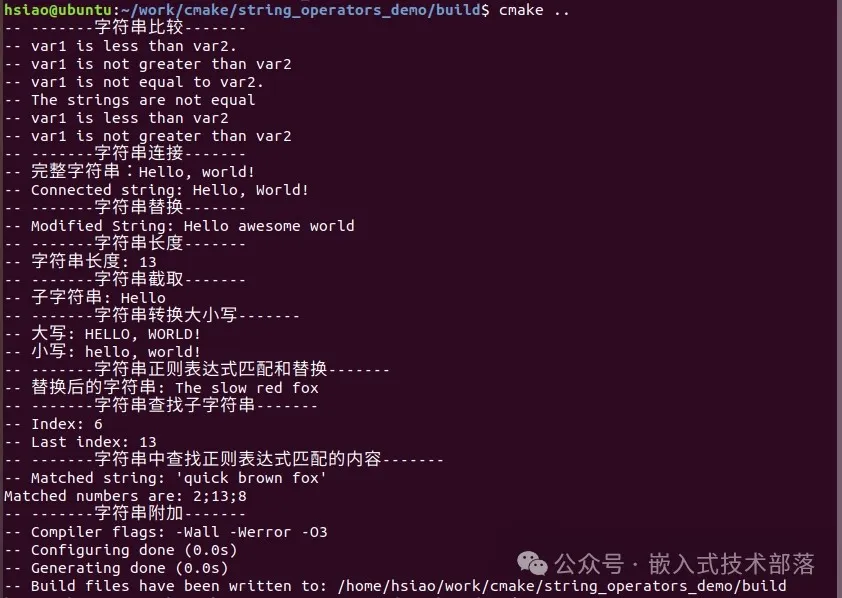 hsiao@ubuntu:~/work/cmake/string_operators_demo/build$ cmake ..
-- -------字符串比较-------
-- var1 is less than var2.
-- var1 is not greater than var2
-- var1 is not equal to var2.
-- The strings are not equal
-- var1 is less than var2
-- var1 is not greater than var2
-- -------字符串连接-------
-- 完整字符串：Hello, world!
-- Connected string: Hello, World!
-- -------字符串替换-------
-- Modified String: Hello awesome world
-- -------字符串长度-------
-- 字符串长度: 13
-- -------字符串截取-------
-- 子字符串: Hello
-- -------字符串转换大小写-------
-- 大写: HELLO, WORLD!
-- 小写: hello, world!
-- -------字符串正则表达式匹配和替换-------
-- 替换后的字符串: The slow red fox
-- -------字符串查找子字符串-------
-- Index: 6
-- Last index: 13
-- -------字符串中查找正则表达式匹配的内容-------
-- Matched string: 'quick brown fox'
Matched numbers are: 2;13;8
-- -------字符串附加-------
-- Compiler flags: -Wall -Werror -O3
-- Configuring done (0.0s)
-- Generating done (0.0s)
-- Build files have been written to: /home/hsiao/work/cmake/string_operators_demo/build
公众号 · 嵌入式技术部落